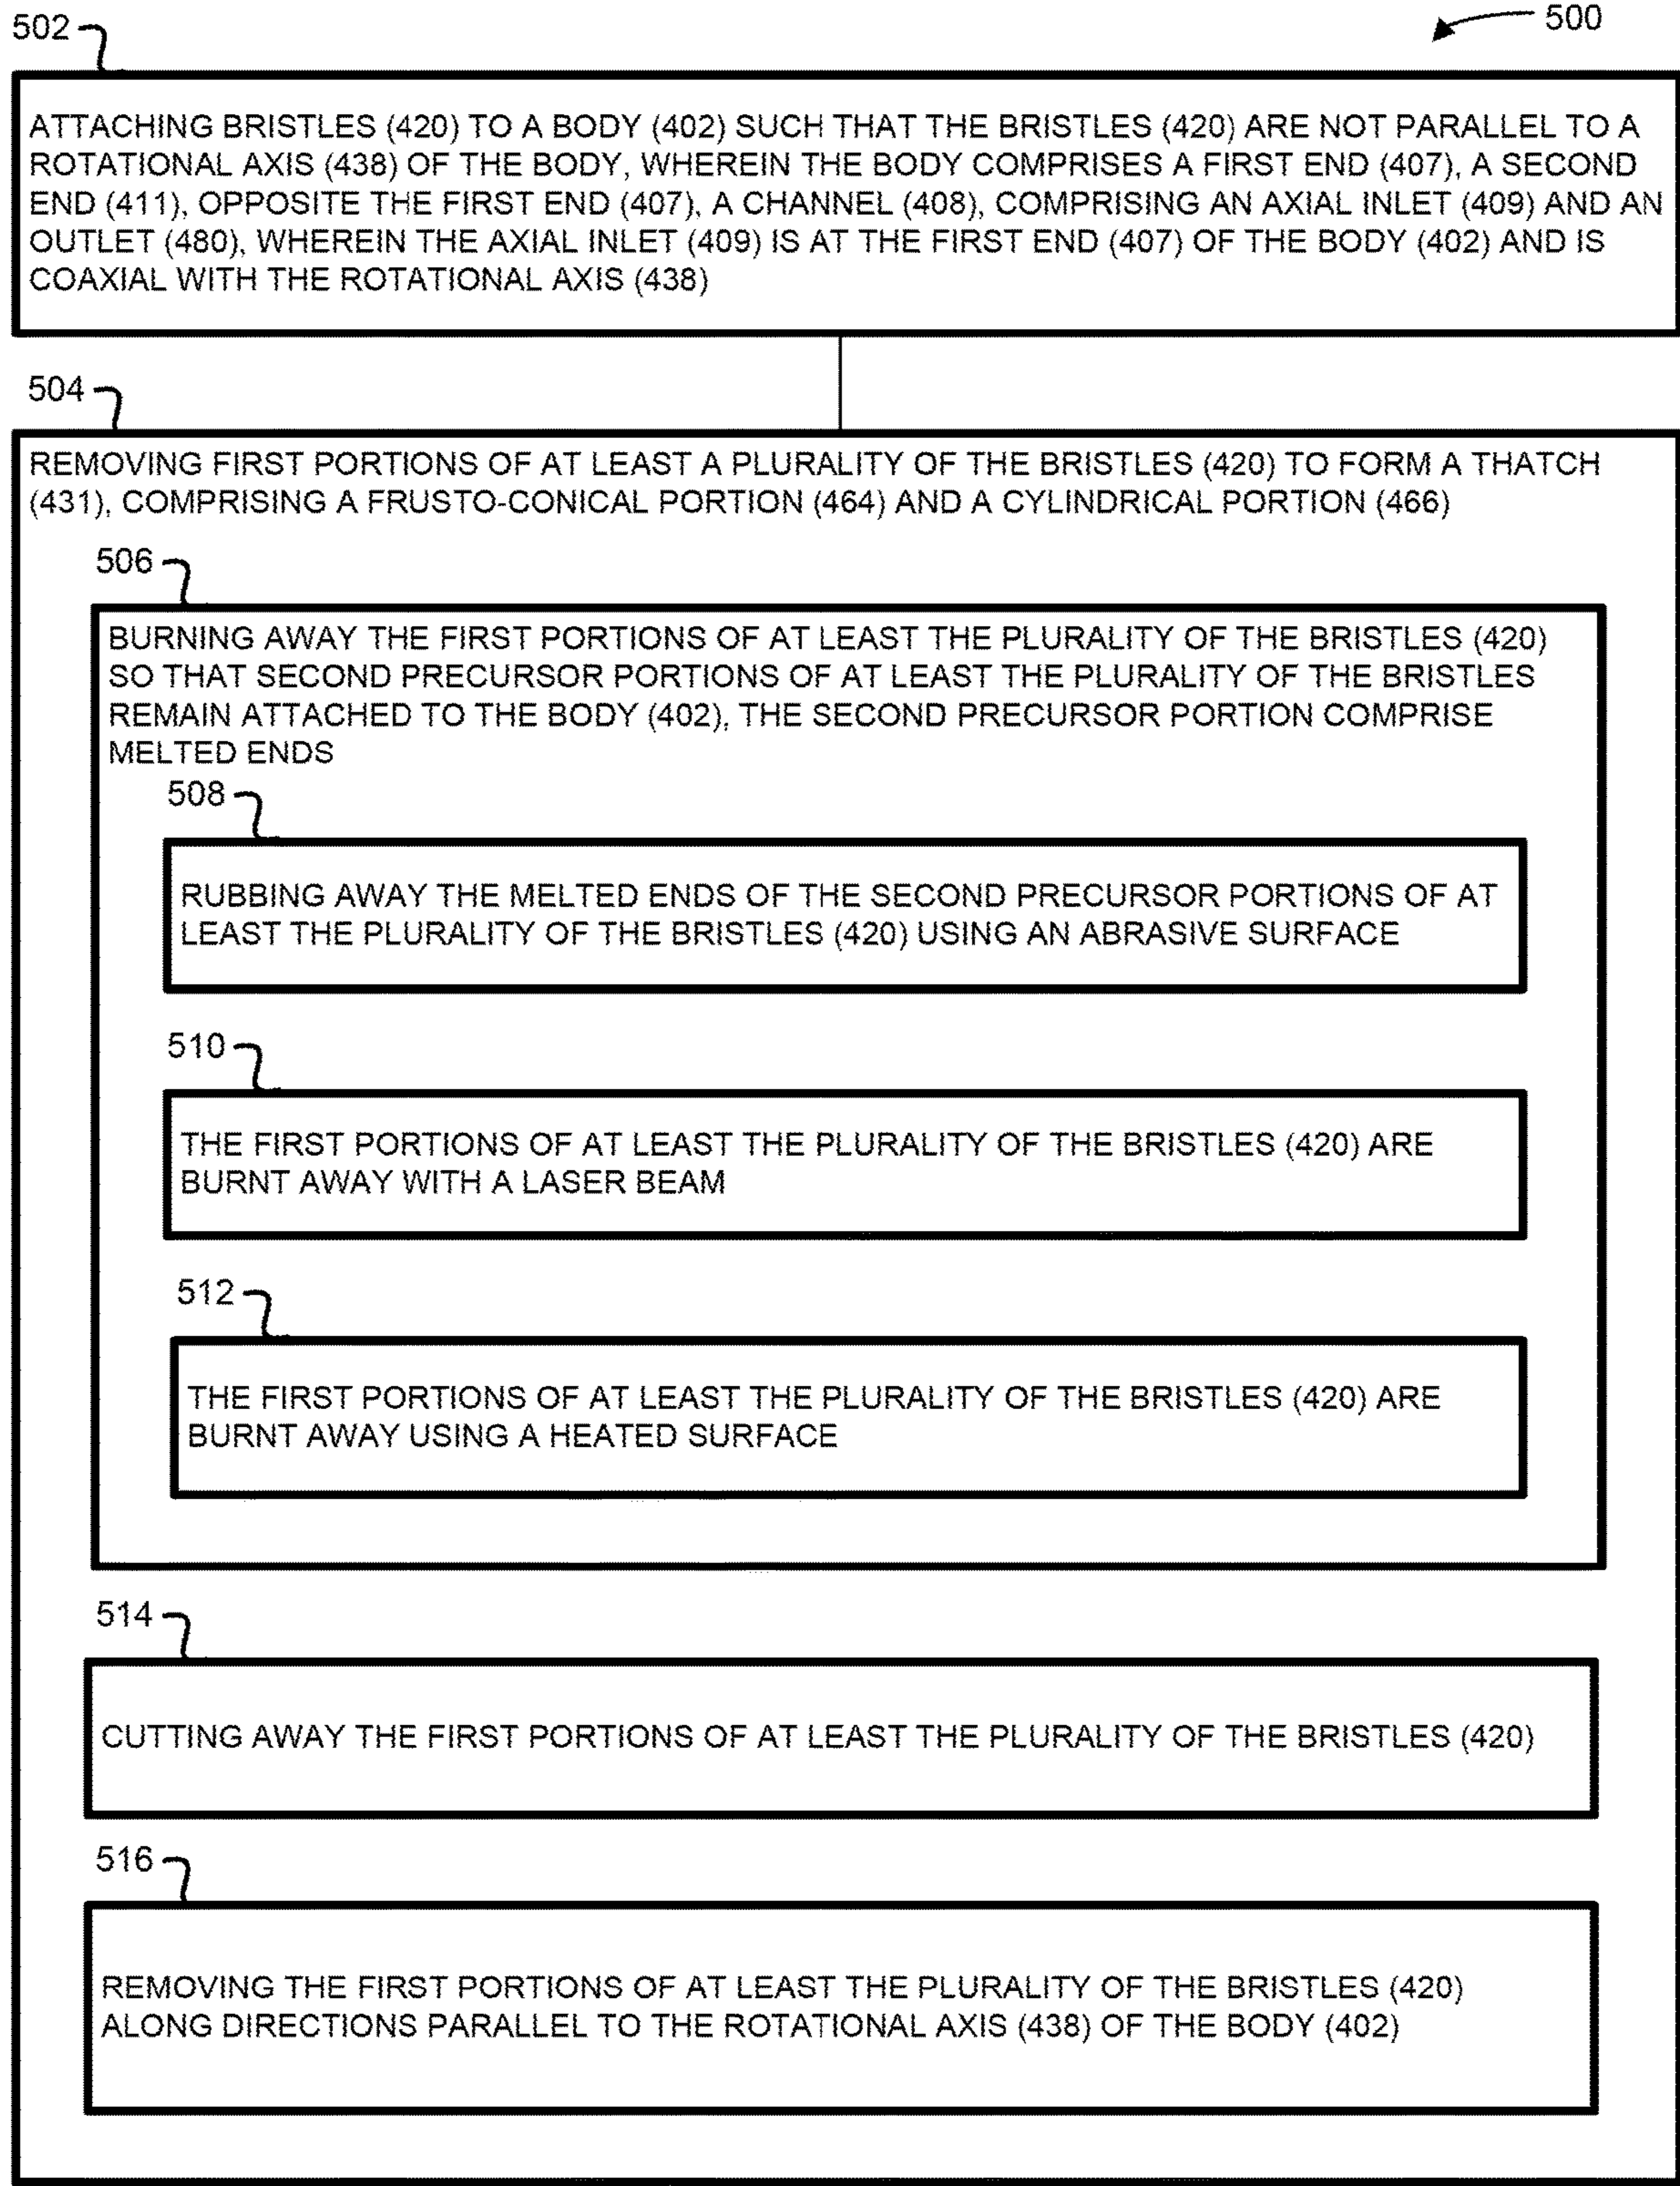 500
502
ATTACHING BRISTLES (420) TO A BODY (402) SUCH THAT THE BRISTLES (420) ARE NOT PARALLEL TO A
ROTATIONAL AXIS (438) OF THE BODY, WHEREIN THE BODY COMPRISES A FIRST END (407), A SECOND
END (411), OPPOSITE THE FIRST END (407), A CHANNEL (408), COMPRISING AN AXIAL INLET (409) AND AN
OUTLET (480), WHEREIN THE AXIAL INLET (409) IS AT THE FIRST END (407) OF THE BODY (402) AND IS
COAXIAL WITH THE ROTATIONAL AXIS (438)
504
REMOVING FIRST PORTIONS OF AT LEAST A PLURALITY OF THE BRISTLES (420) TO FORM A THATCH
(431), COMPRISING A FRUSTO-CONICAL PORTION (464) AND A CYLINDRICAL PORTION (466)
506
BURNING AWAY THE FIRST PORTIONS OF AT LEAST THE PLURALITY OF THE BRISTLES (420)
SO THAT SECOND PRECURSOR PORTIONS OF AT LEAST THE PLURALITY OF THE BRISTLES
REMAIN ATTACHED TO THE BODY (402), THE SECOND PRECURSOR PORTION COMPRISE
MELTED ENDS
508
RUBBING AWAY THE MELTED ENDS OF THE SECOND PRECURSOR PORTIONS OF AT
LEAST THE PLURALITY OF THE BRISTLES (420) USING AN ABRASIVE SURFACE
510
THE FIRST PORTIONS OF AT LEAST THE PLURALITY OF THE BRISTLES (420) ARE
BURNT AWAY WITH A LASER BEAM
512
THE FIRST PORTIONS OF AT LEAST THE PLURALITY OF THE BRISTLES (420) ARE
BURNT AWAY USING A HEATED SURFACE
514
CUTTING AWAY THE FIRST PORTIONS OF AT LEAST THE PLURALITY OF THE BRISTLES (420)
516
REMOVING THE FIRST PORTIONS OF AT LEAST THE PLURALITY OF THE BRISTLES (420)
ALONG DIRECTIONS PARALLEL TO THE ROTATIONAL AXIS (438) OF THE BODY (402)